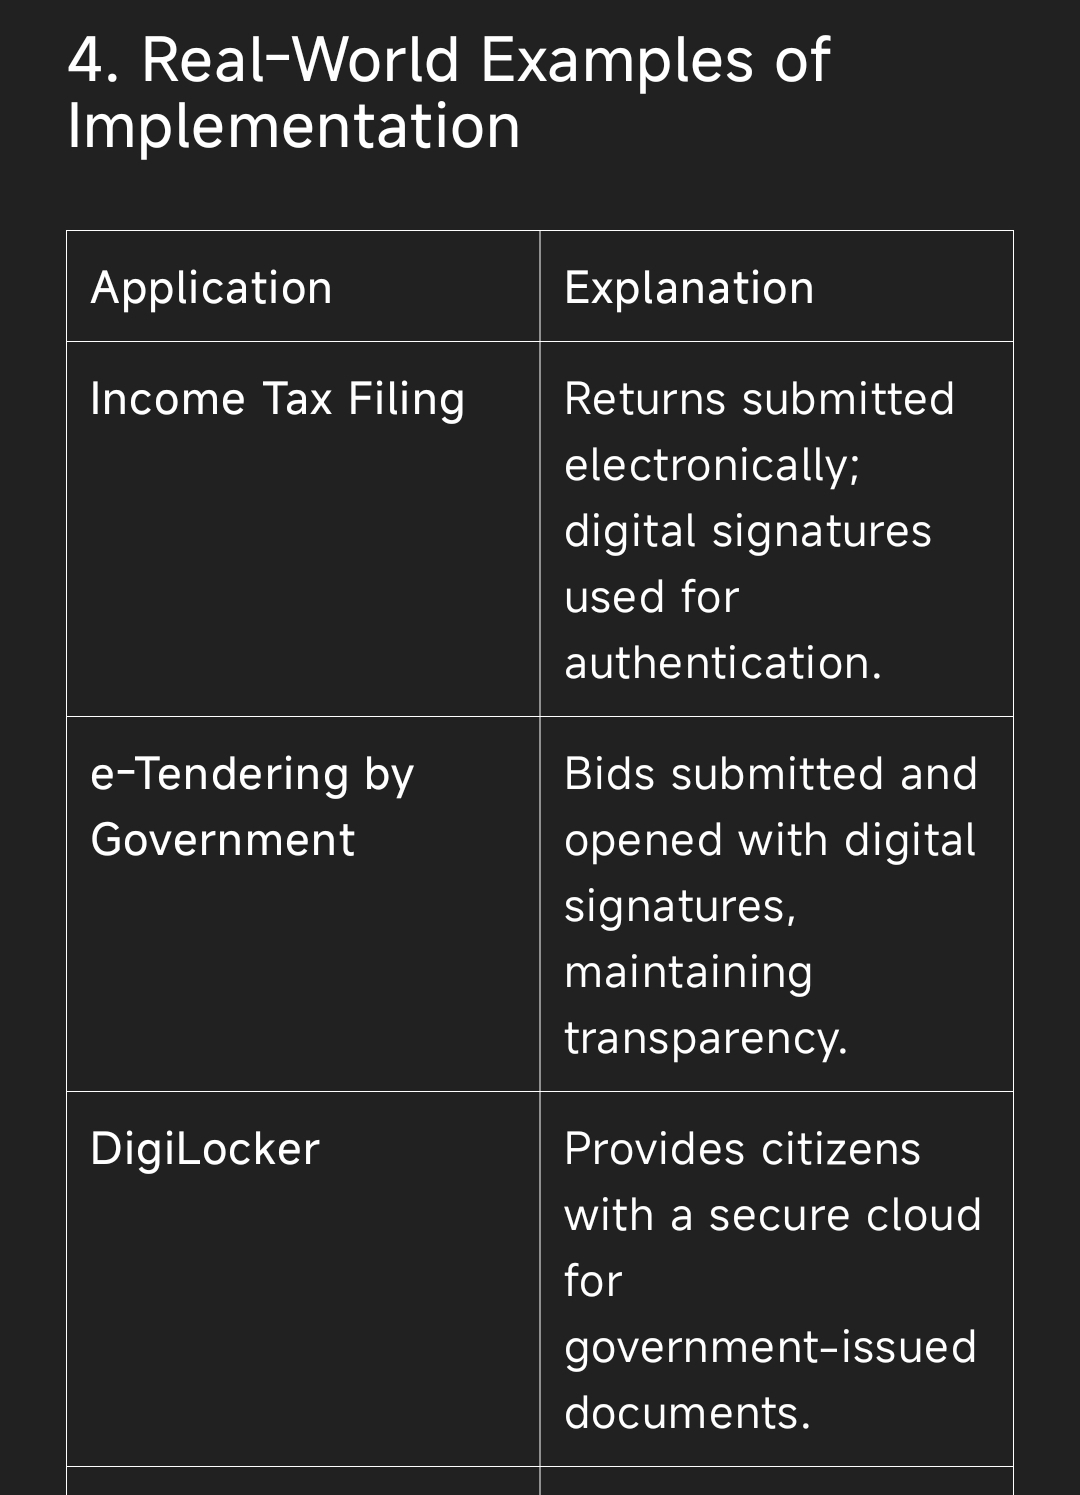 4. Real-World Examples of
Implementation
Application
Explanation
Income Tax Filing
Returns submitted
electronically;
digital signatures
used for
authentication.
e-Tendering by
Government
Bids submitted and
opened with digital
signatures,
maintaining
transparency.
DigiLocker
Provides citizens
with a secure cloud
for
government-issued
documents.